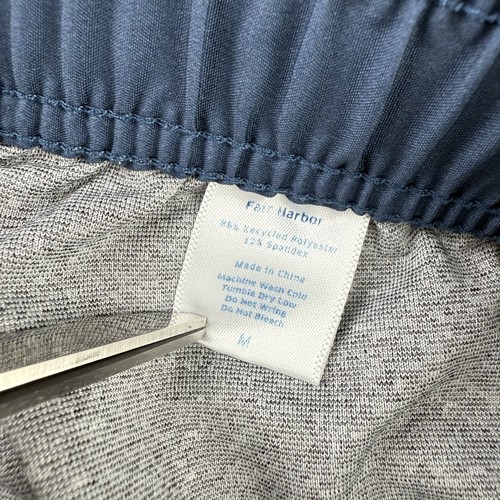 Fair Harbor
88% Recycled Polyester
12% Spandex
Made in China
Machine Wash Cold
Tumble Dry Low
Do Not Wring
Do Not Bleach
M